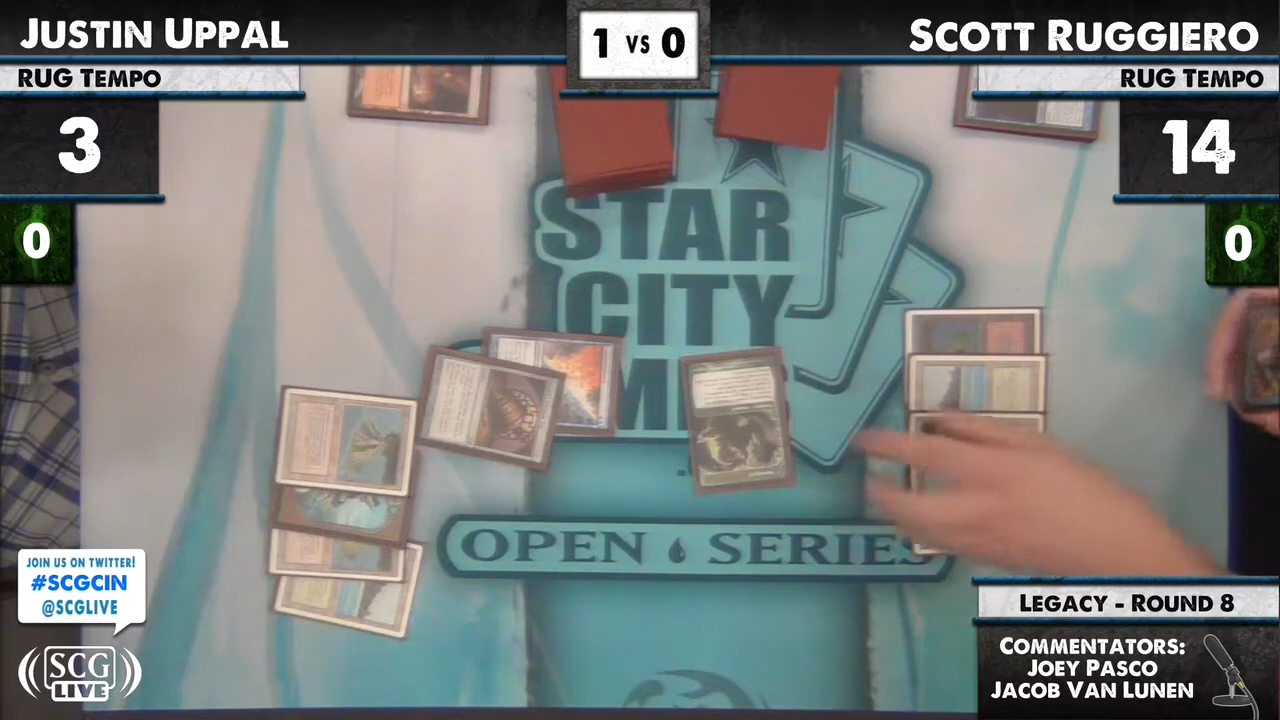 JUSTIN UPPAL
1 VS 0
SCOTT RUGGIERO
RUG TEMPO
RUG TEMPO
3
14
0
0
STAR
CITY
OPEN SERIES
JOIN US ON TWITTER!
#SCGCIN
@SCGLIVE
SCG
LIVE
LEGACY - ROUND 8
COMMENTATORS:
JOEY PASCO
JACOB VAN LUNEN